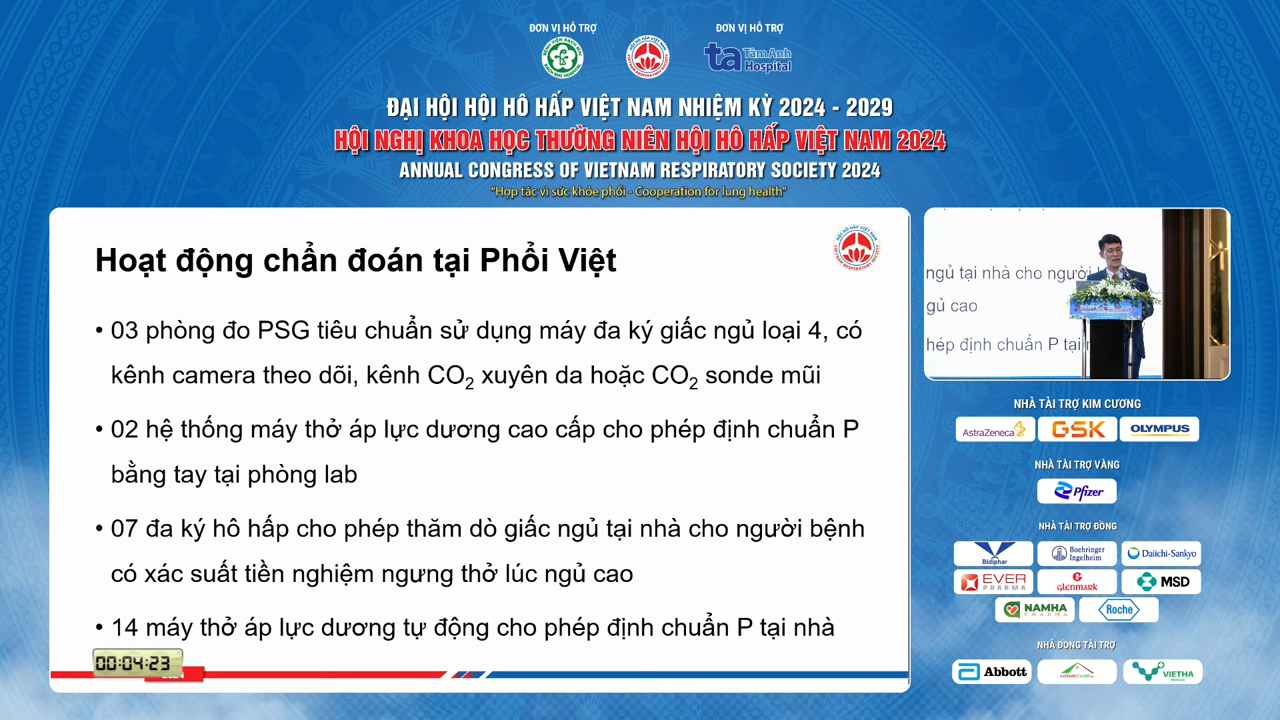 ĐƠN VỊ HỖ TRỢ
ĐƠN VỊ HỖ TRỢ
ta TâmAnh
Hospital
ĐẠI HỘI HỘI HÔ HẤP VIỆT NAM NHIỆM KỲ 2024 - 2029
HỘI NGHỊ KHOA HỌC THƯỜNG NIÊN HỘI HÔ HẤP VIỆT NAM 2024
ANNUAL CONGRESS OF VIETNAM RESPIRATORY SOCIETY 2024
"Hợp tác vì sức khỏe phổi - Cooperation for lung health"
Hoạt động chẩn đoán tại Phổi Việt
• 03 phòng đo PSG tiêu chuẩn sử dụng máy đa ký giấc ngủ loại 4, có
kênh camera theo dõi, kênh CO₂ xuyên da hoặc CO₂ sonde mũi
• 02 hệ thống máy thở áp lực dương cao cấp cho phép định chuẩn P
bằng tay tại phòng lab
• 07 đa ký hô hấp cho phép thăm dò giấc ngủ tại nhà cho người bệnh
có xác suất tiền nghiệm ngưng thở lúc ngủ cao
• 14 máy thở áp lực dương tự động cho phép định chuẩn P tại nhà
00:04:23
ngủ tại nhà cho người
gủ cao
hép định chuẩn P tại
NHÀ TÀI TRỢ KIM CƯƠNG
AstraZeneca
GSK
OLYMPUS
NHÀ TÀI TRỢ VÀNG
Pfizer
NHÀ TÀI TRỢ ĐỒNG
Bidiphar
Boehringer
Ingelheim
Daiichi-Sankyo
EVER
PHARMA
GLENMARK
MSD
NAMHA
PHARMA
Roche
NHÀ ĐỒNG TÀI TRỢ
Abbott
HOMECARE
VIETHA
MEDICAL